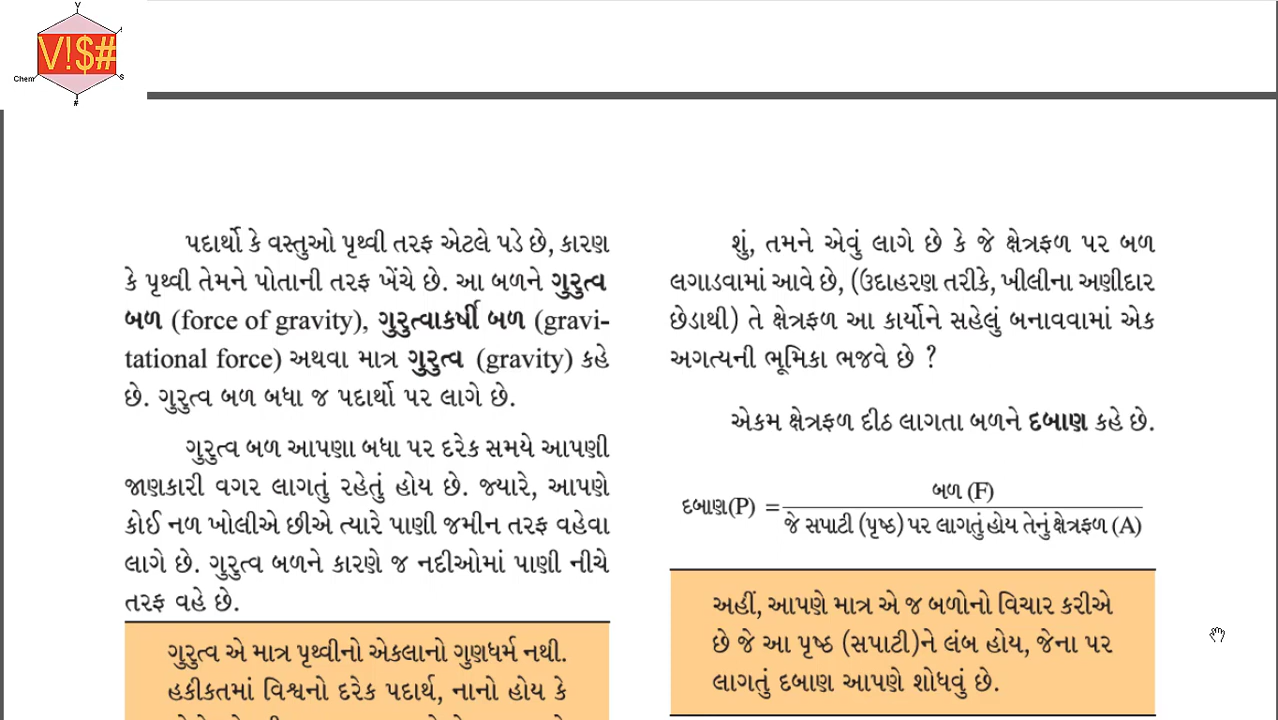 Y
V!$#
Chem
S
#
પદાર્થો કે વસ્તુઓ પૃથ્વી તરફ એટલે પડે છે, કારણ
કે પૃથ્વી તેમને પોતાની તરફ ખેંચે છે. આ બળને ગુરુત્વ
બળ (force of gravity), ગુરુત્વાકર્ષી બળ (gravi-
tational force) અથવા માત્ર ગુરુત્વ (gravity) કહે
છે. ગુરુત્વ બળ બધા જ પદાર્થો પર લાગે છે.
ગુરુત્વ બળ આપણા બધા પર દરેક સમયે આપણી
જાણકારી વગર લાગતું રહેતું હોય છે. જ્યારે, આપણે
કોઈ નળ ખોલીએ છીએ ત્યારે પાણી જમીન તરફ વહેવા
લાગે છે. ગુરુત્વ બળને કારણે જ નદીઓમાં પાણી નીચે
તરફ વહે છે.
ગુરુત્વ એ માત્ર પૃથ્વીનો એકલાનો ગુણધર્મ નથી.
હકીકતમાં વિશ્વનો દરેક પદાર્થ, નાનો હોય કે
શું, તમને એવું લાગે છે કે જે ક્ષેત્રફળ પર બળ
લગાડવામાં આવે છે, (ઉદાહરણ તરીકે, ખીલીના અણીદાર
છેડાથી) તે ક્ષેત્રફળ આ કાર્યોને સહેલું બનાવવામાં એક
અગત્યની ભૂમિકા ભજવે છે ?
એકમ ક્ષેત્રફળ દીઠ લાગતા બળને દબાણ કહે છે.
બળ (F)
દબાણ(P) =
જે સપાટી (પૃષ્ઠ) પર લાગતું હોય તેનું ક્ષેત્રફળ (A)
અહીં, આપણે માત્ર એ જ બળોનો વિચાર કરીએ
છે જે આ પૃષ્ઠ (સપાટી)ને લંબ હોય, જેના પર
લાગતું દબાણ આપણે શોધવું છે.